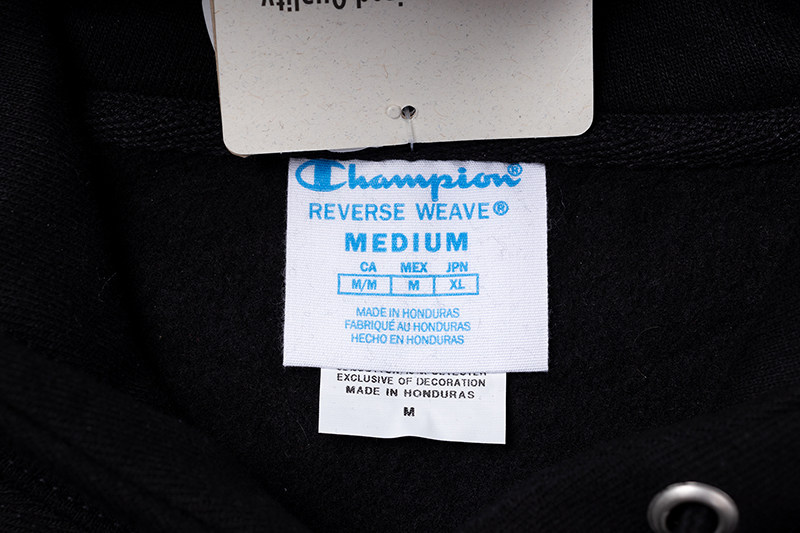 Quality
Champion®
REVERSE WEAVE®
MEDIUM
CA MEX JPN
M/M M XL
MADE IN HONDURAS
FABRIQUÉ AU HONDURAS
HECHO EN HONDURAS
EXCLUSIVE OF DECORATION
MADE IN HONDURAS
M